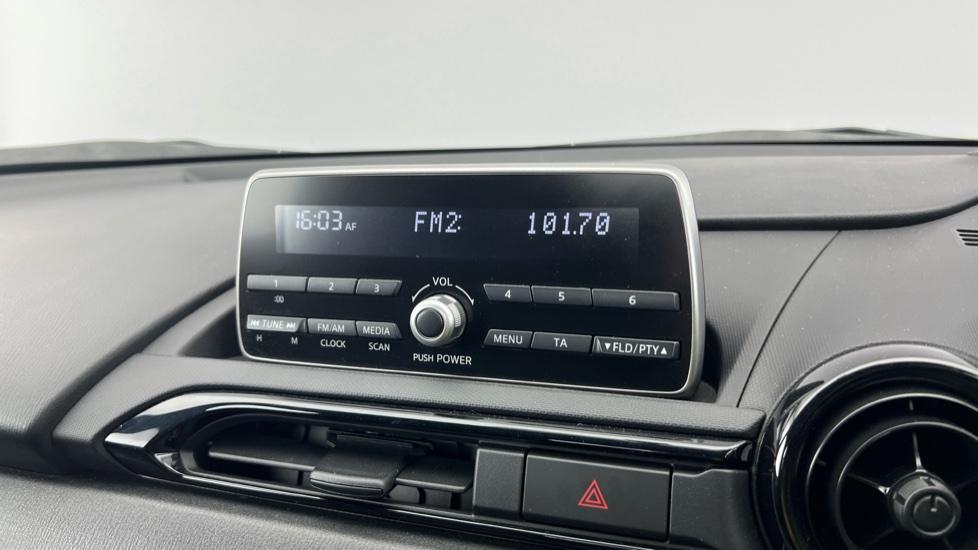 16:03 AF FM2: 101.70
1 2 3 VOL 4 5 6
:00
⏮ TUNE ⏭ FM/AM MEDIA MENU TA ▼FLD/PTY▲
H M CLOCK SCAN
PUSH POWER